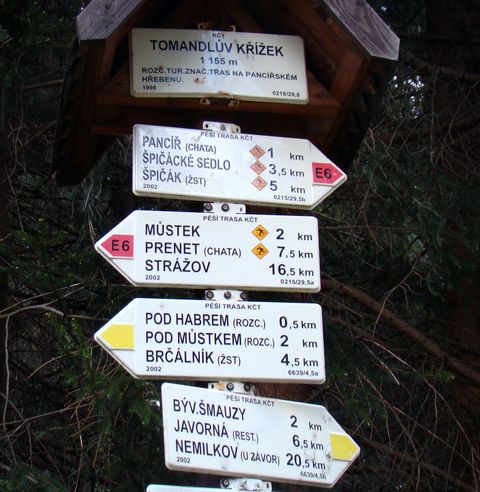 KČT
TOMANDLŮV KŘÍŽEK
1 155 m
ROZC.TUR.ZNAČ.TRAS NA PANCÍŘSKÉM
HŘEBENU.
1998 0215/29,5
PĚŠÍ TRASA KČT
PANCÍŘ (CHATA) 1 km
ŠPIČÁCKÉ SEDLO 3,5 km
ŠPIČÁK (ŽST) 5 km
E6
2002 0215/29,5b
PĚŠÍ TRASA KČT
MŮSTEK 2 km
PRENET (CHATA) 7,5 km
STRÁŽOV 16,5 km
E6
2002 0215/29,5a
PĚŠÍ TRASA KČT
POD HABREM (ROZC.) 0,5 km
POD MŮSTKEM (ROZC.) 2 km
BRČÁLNÍK (ŽST) 4,5 km
2002 6639/4,5a
PĚŠÍ TRASA KČT
BÝV.ŠMAUZY 2 km
JAVORNÁ (REST.) 6,5 km
NEMILKOV (U ZÁVOR) 20,5 km
2002 6639/4,5b